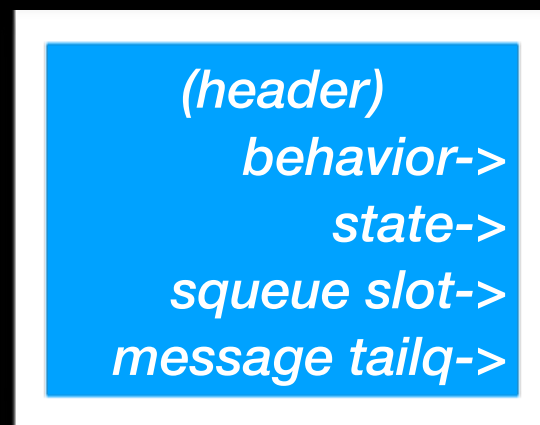 (header)
behavior->
state->
squeue slot->
message tailq->